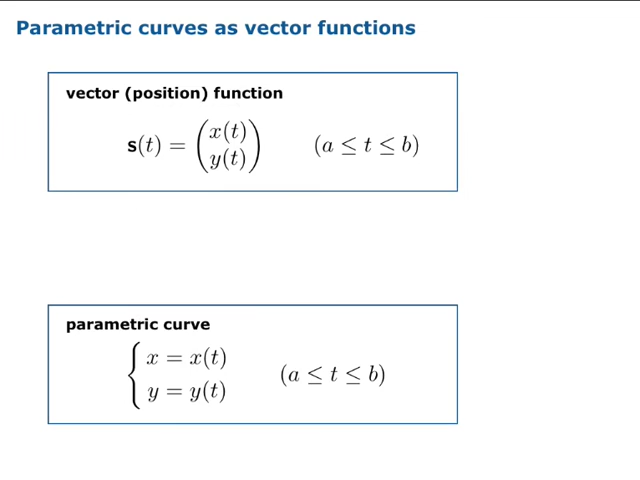 Parametric curves as vector functions
vector (position) function
s(t) = (x(t) y(t)) (a ≤ t ≤ b)
parametric curve
{ x = x(t)
y = y(t) (a ≤ t ≤ b)